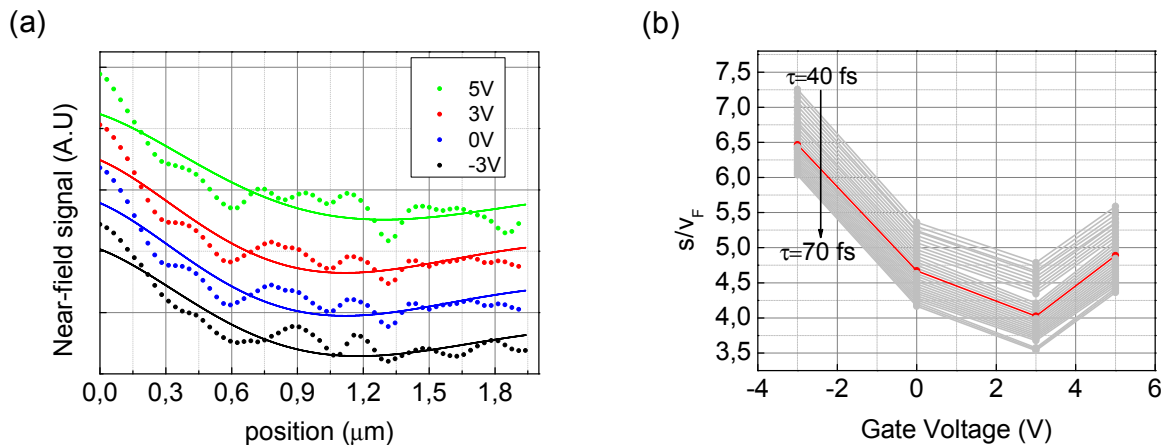 (a)
Near-field signal (A.U)
5V
3V
0V
-3V
0,0 0,3 0,6 0,9 1,2 1,5 1,8
position (μm)
(b)
s/vF
7,5
7,0
6,5
6,0
5,5
5,0
4,5
4,0
3,5
τ=40 fs
τ=70 fs
-4 -2 0 2 4 6
Gate Voltage (V)